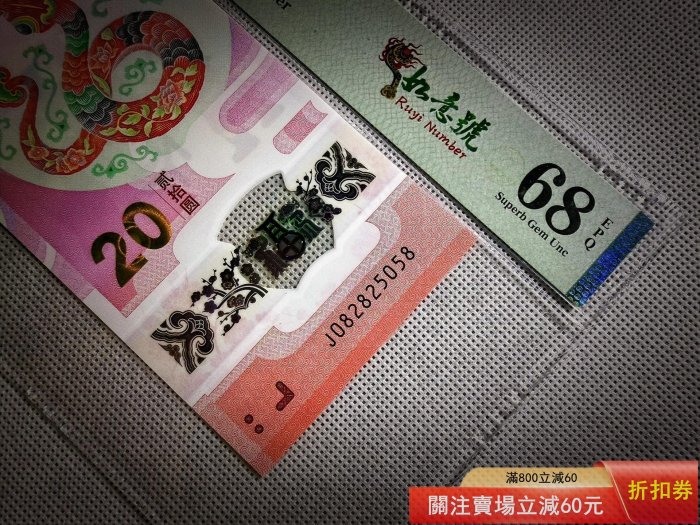 Number
如意號
Ruyi Number
68
EPQ
Superb Gem Unc
20
貳拾圓
J082825058
滿800立減60
關注賣場立減60元
折扣券